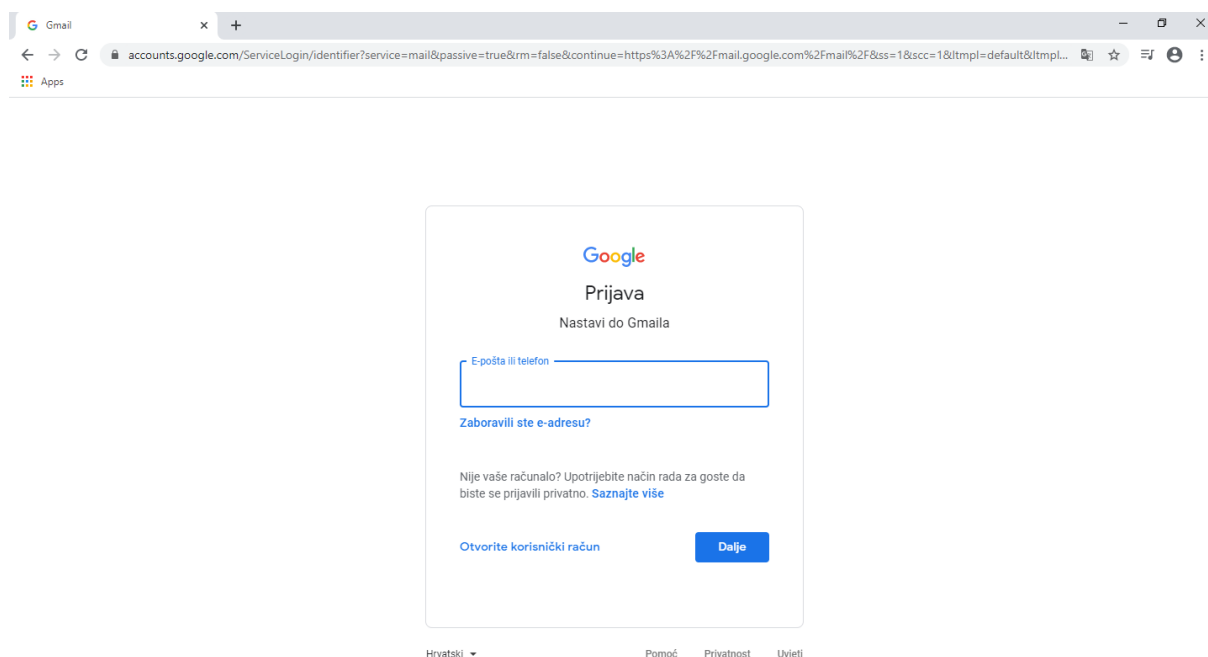 Gmail
accounts.google.com/ServiceLogin/identifier?service=mail&passive=true&rm=false&continue=https%3A%2F%2Fmail.google.com%2Fmail%2F&ss=1&scc=1&ltmpl=default&ltmpl...
Apps
Google
Prijava
Nastavi do Gmaila
E-pošta ili telefon
Zaboravili ste e-adresu?
Nije vaše računalo? Upotrijebite način rada za goste da
biste se prijavili privatno. Saznajte više
Otvorite korisnički račun Dalje
Hrvatski Pomoć Privatnost Uvjeti